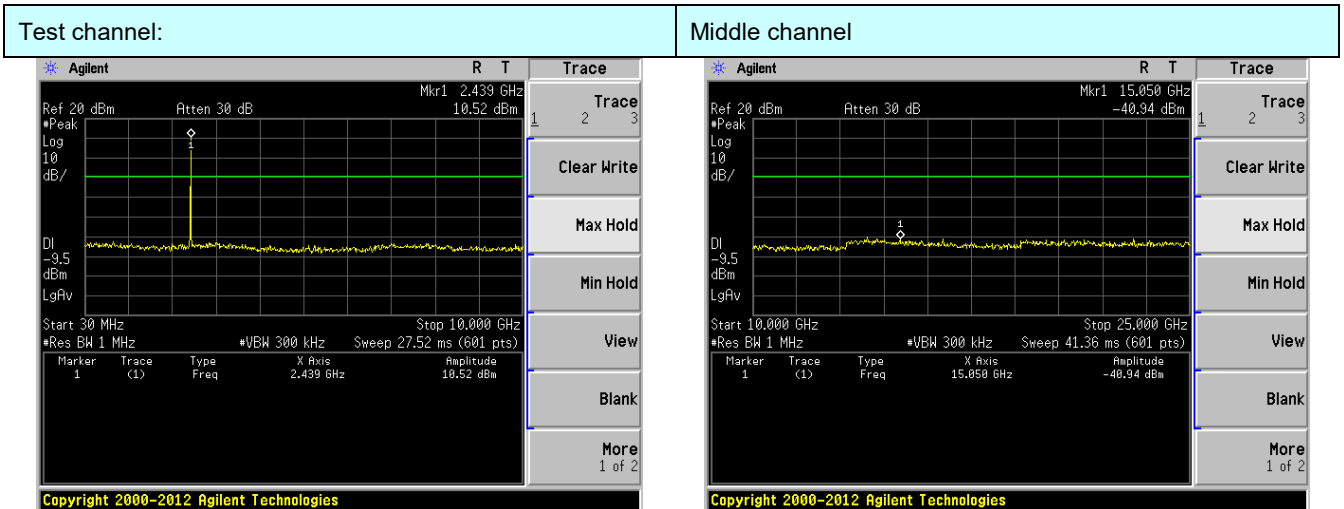 Test channel:
Middle channel
Agilent R T Trace
Mkr1 2.439 GHz
Ref 20 dBm Atten 30 dB 10.52 dBm
#Peak
Log
10
dB/
1
DI
-9.5
dBm
LgAv
Start 30 MHz Stop 10.000 GHz
#Res BW 1 MHz #VBW 300 kHz Sweep 27.52 ms (601 pts)
Marker Trace Type X Axis Amplitude
1 (1) Freq 2.439 GHz 10.52 dBm
Trace
1 2 3
Clear Write
Max Hold
Min Hold
View
Blank
More
1 of 2
Copyright 2000-2012 Agilent Technologies
Agilent R T Trace
Mkr1 15.050 GHz
Ref 20 dBm Atten 30 dB -40.94 dBm
#Peak
Log
10
dB/
1
DI
-9.5
dBm
LgAv
Start 10.000 GHz Stop 25.000 GHz
#Res BW 1 MHz #VBW 300 kHz Sweep 41.36 ms (601 pts)
Marker Trace Type X Axis Amplitude
1 (1) Freq 15.050 GHz -40.94 dBm
Trace
1 2 3
Clear Write
Max Hold
Min Hold
View
Blank
More
1 of 2
Copyright 2000-2012 Agilent Technologies